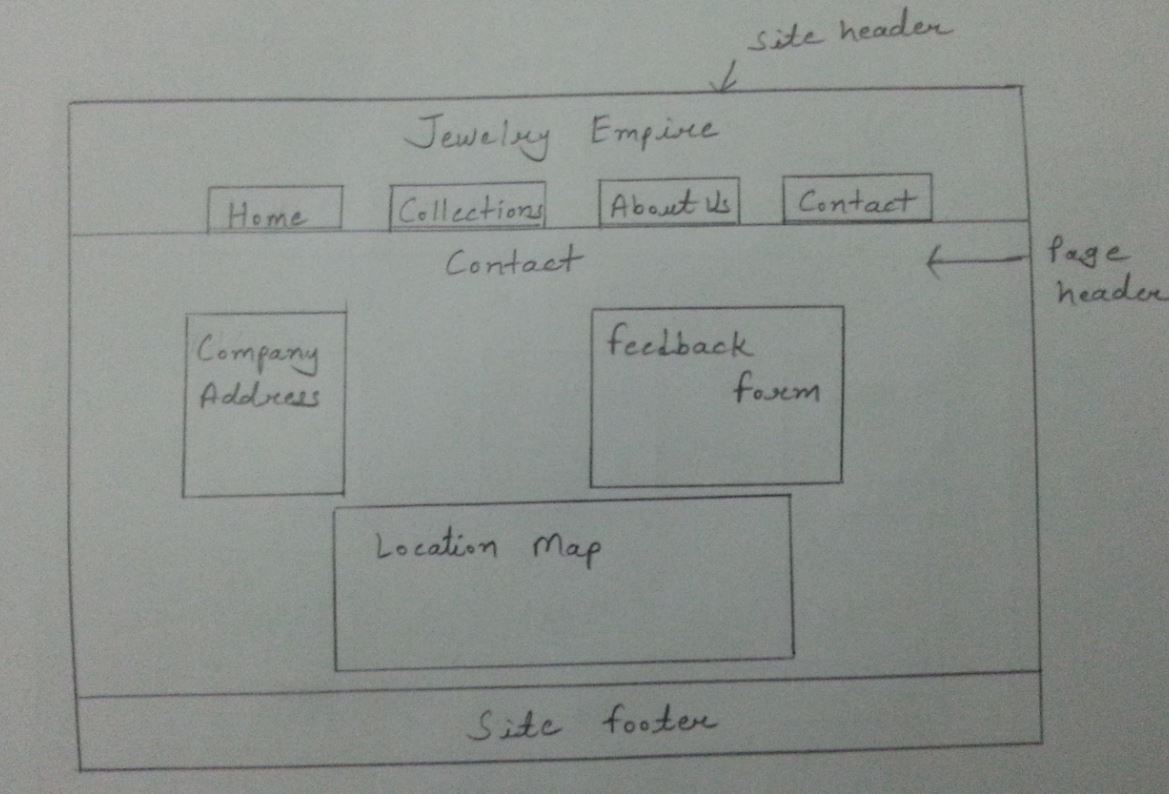 site header
Jewelry Empire
Home Collections About Us Contact
Contact
Page
header
Company
Address
feedback
form
Location Map
Site footer